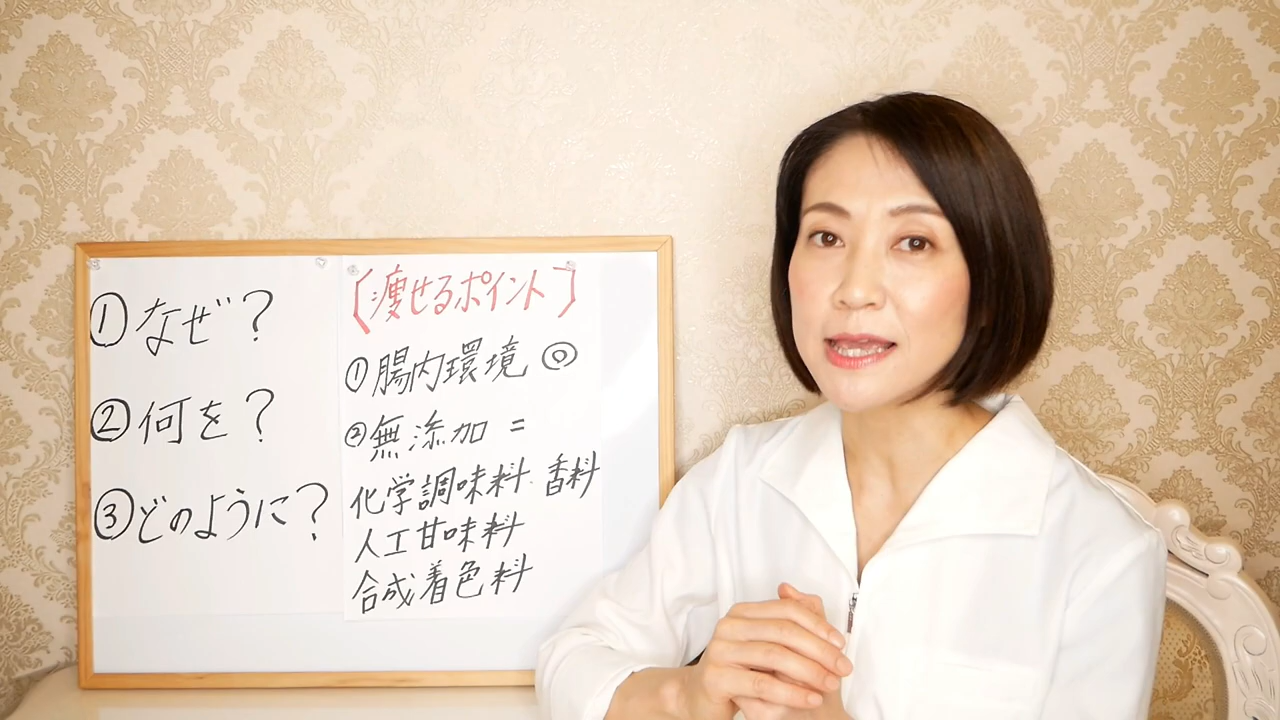 ①なぜ？
②何を？
③どのように？
〔痩せるポイント〕
①腸内環境◎
②無添加＝
化学調味料・香料
人工甘味料
合成着色料